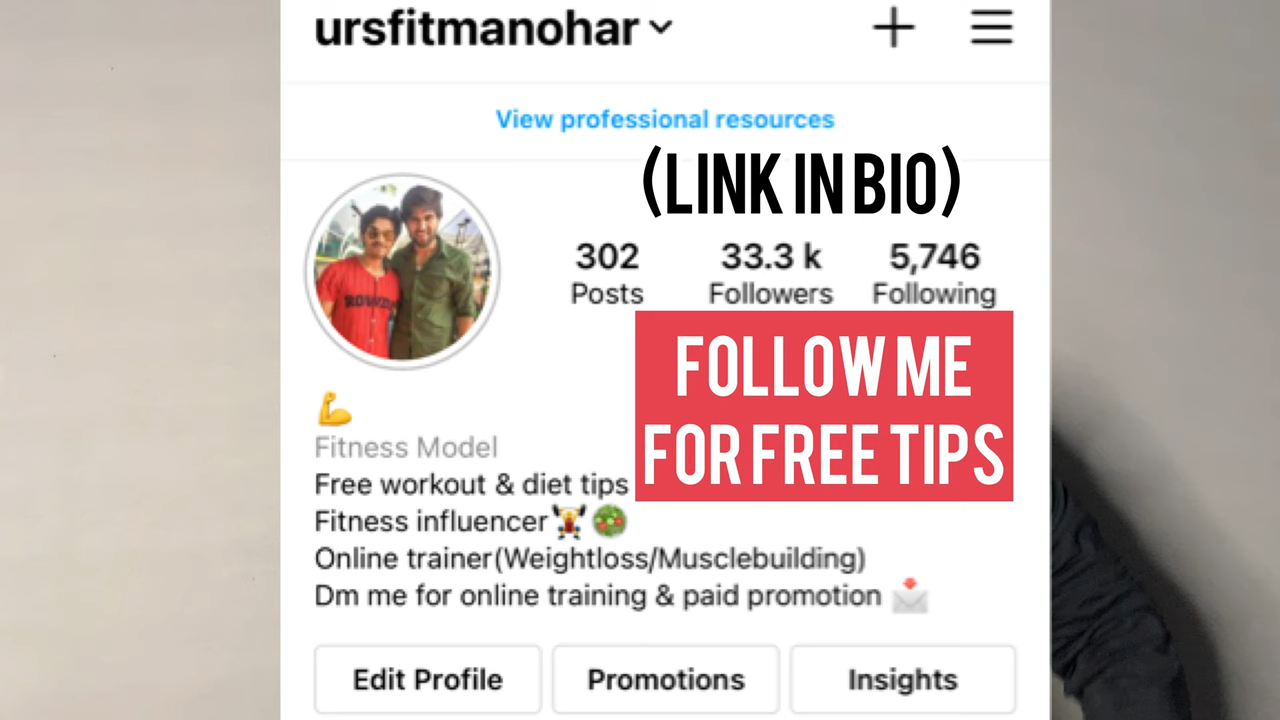 ursfitmanohar
View professional resources
(LINK IN BIO)
302 33.3 k 5,746
Posts Followers Following
FOLLOW ME
FOR FREE TIPS
Fitness Model
Free workout & diet tips
Fitness influencer🏋️🥗
Online trainer(Weightloss/Musclebuilding)
Dm me for online training & paid promotion 📩
Edit Profile Promotions Insights